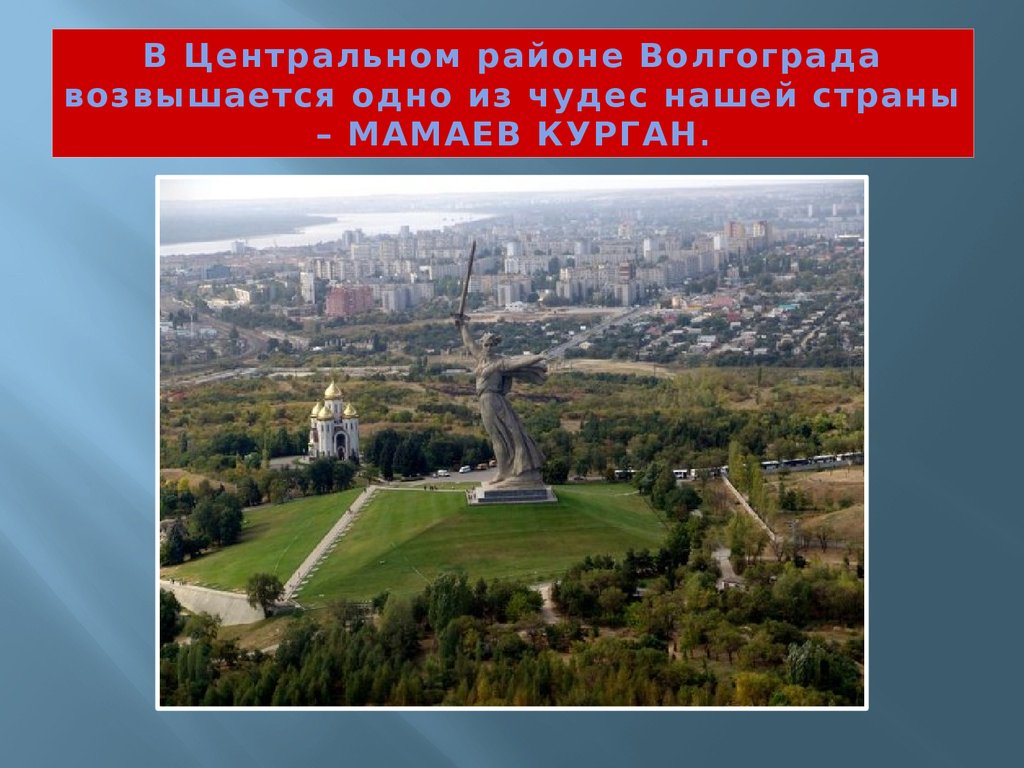 В Центральном районе Волгограда
возвышается одно из чудес нашей страны
– МАМАЕВ КУРГАН.